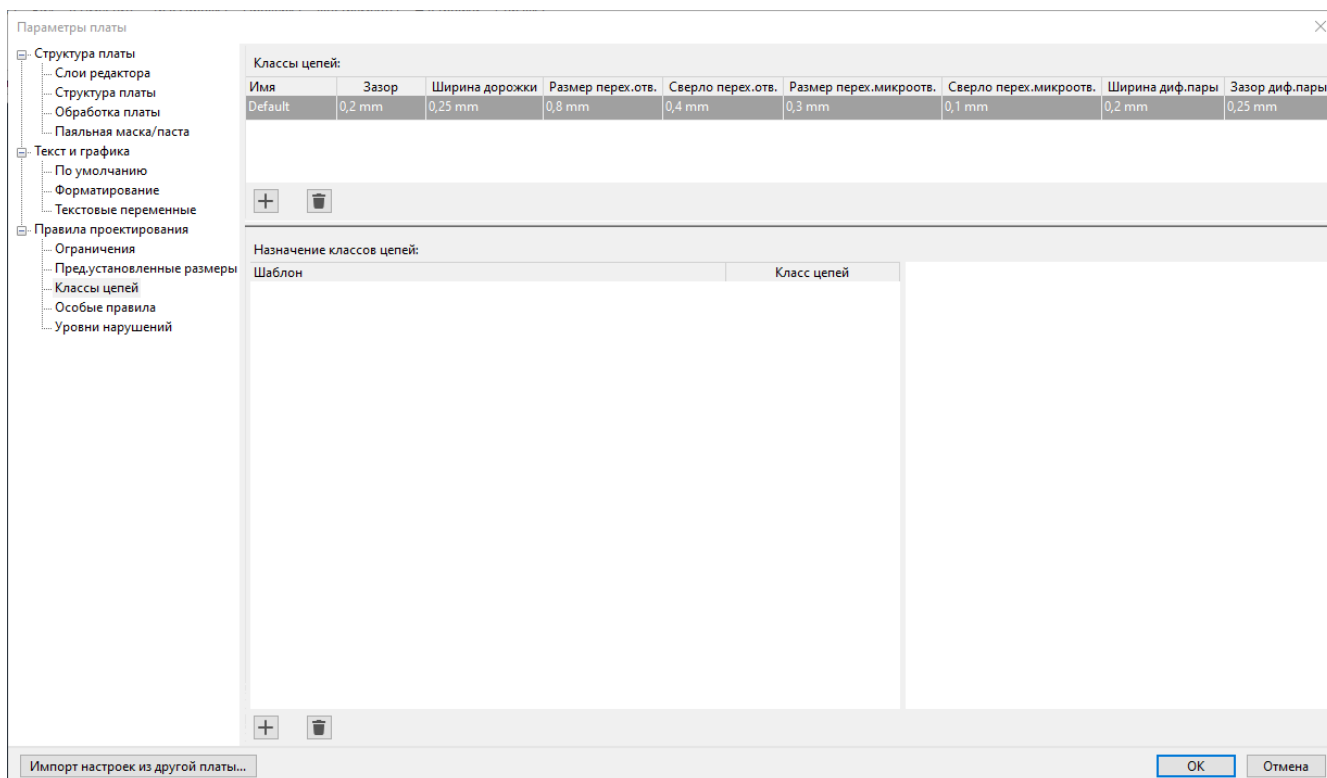 Параметры платы
Структура платы
Слои редактора
Структура платы
Обработка платы
Паяльная маска/паста
Текст и графика
По умолчанию
Форматирование
Текстовые переменные
Правила проектирования
Ограничения
Пред.установленные размеры
Классы цепей
Особые правила
Уровни нарушений
Классы цепей:
Имя Зазор Ширина дорожки Размер перех.отв. Сверло перех.отв. Размер перех.микроотв. Сверло перех.микроотв. Ширина диф.пары Зазор диф.пары
Default 0,2 mm 0,25 mm 0,8 mm 0,4 mm 0,3 mm 0,1 mm 0,2 mm 0,25 mm
Назначение классов цепей:
Шаблон Класс цепей
Импорт настроек из другой платы... OK Отмена